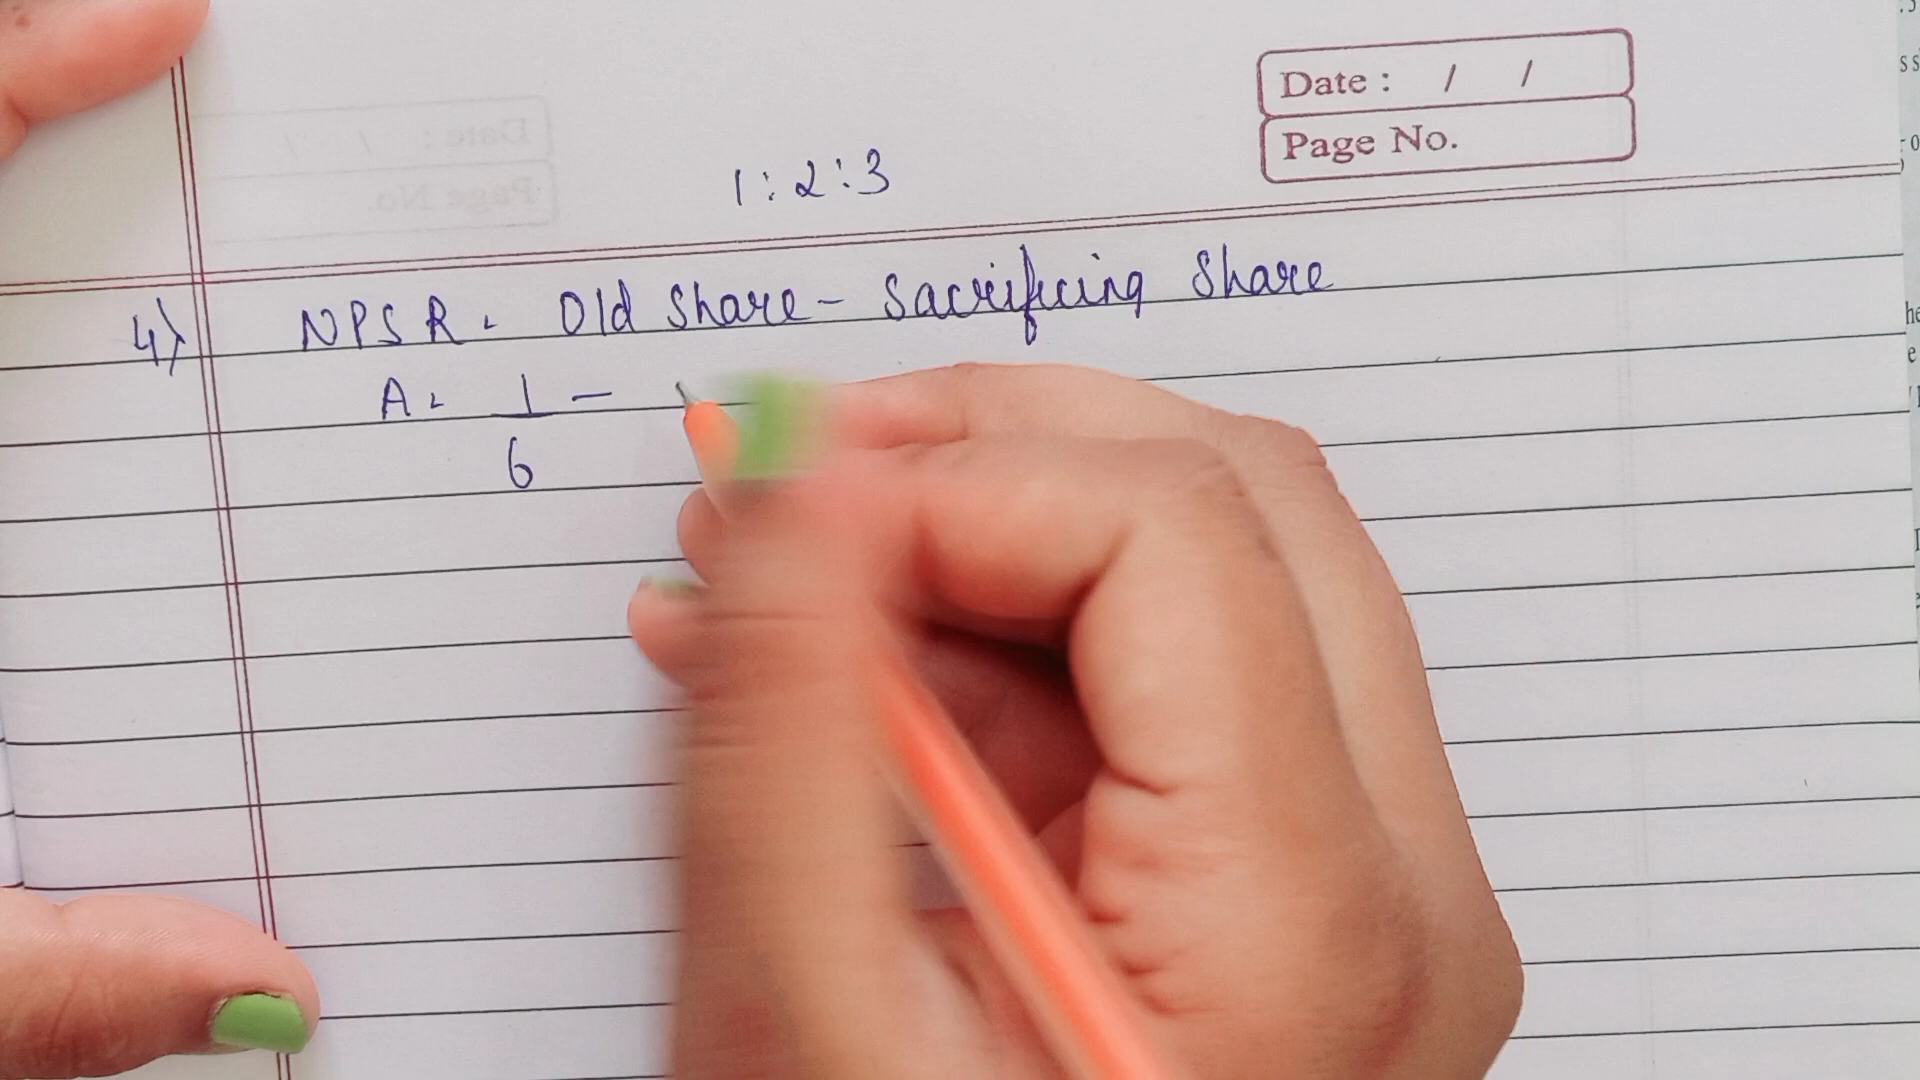 Date : / /
Page No.
1:2:3
4) NPSR = Old Share - Sacrificing Share
A = 1 -
6